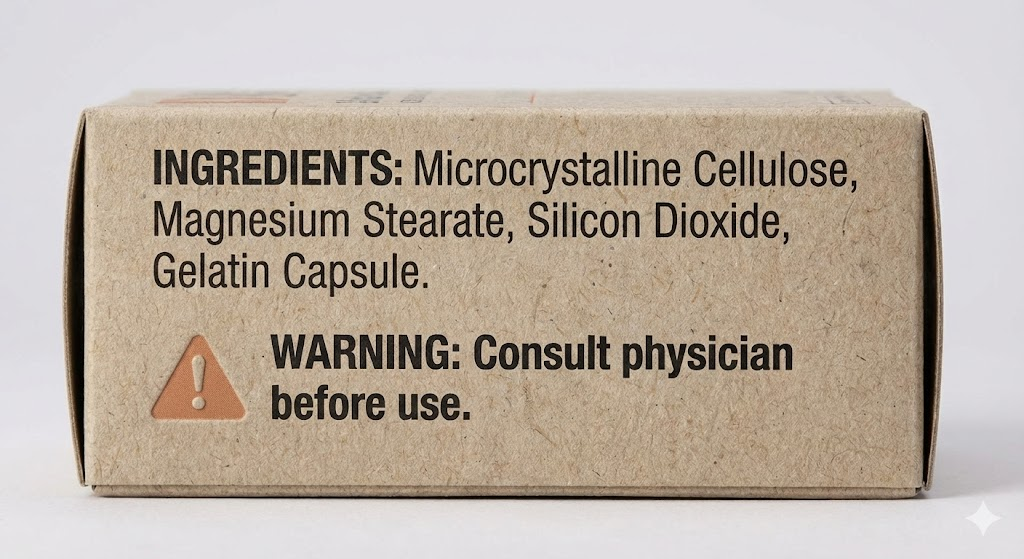 INGREDIENTS: Microcrystalline Cellulose,
Magnesium Stearate, Silicon Dioxide,
Gelatin Capsule.
WARNING: Consult physician
before use.